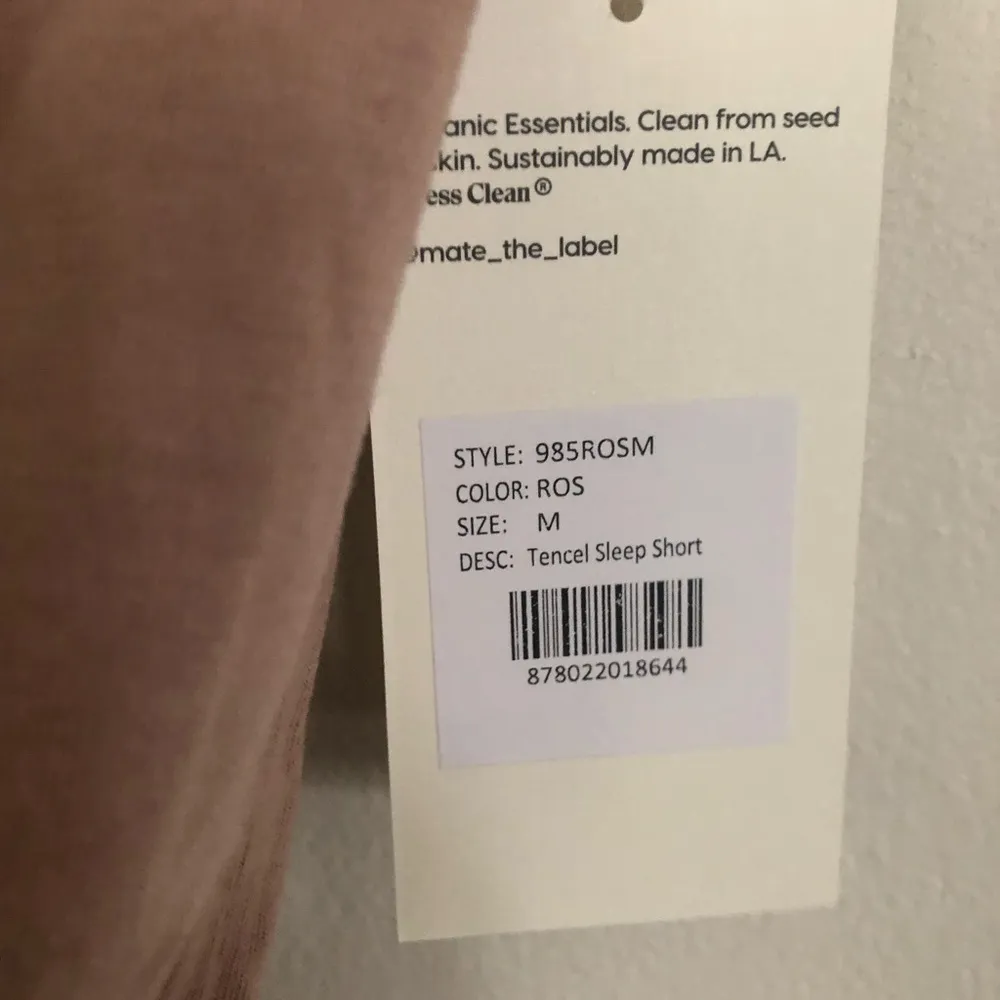 anic Essentials. Clean from seed
kin. Sustainably made in LA.
ess Clean®
mate_the_label
STYLE: 985ROSM
COLOR: ROS
SIZE: M
DESC: Tencel Sleep Short
878022018644